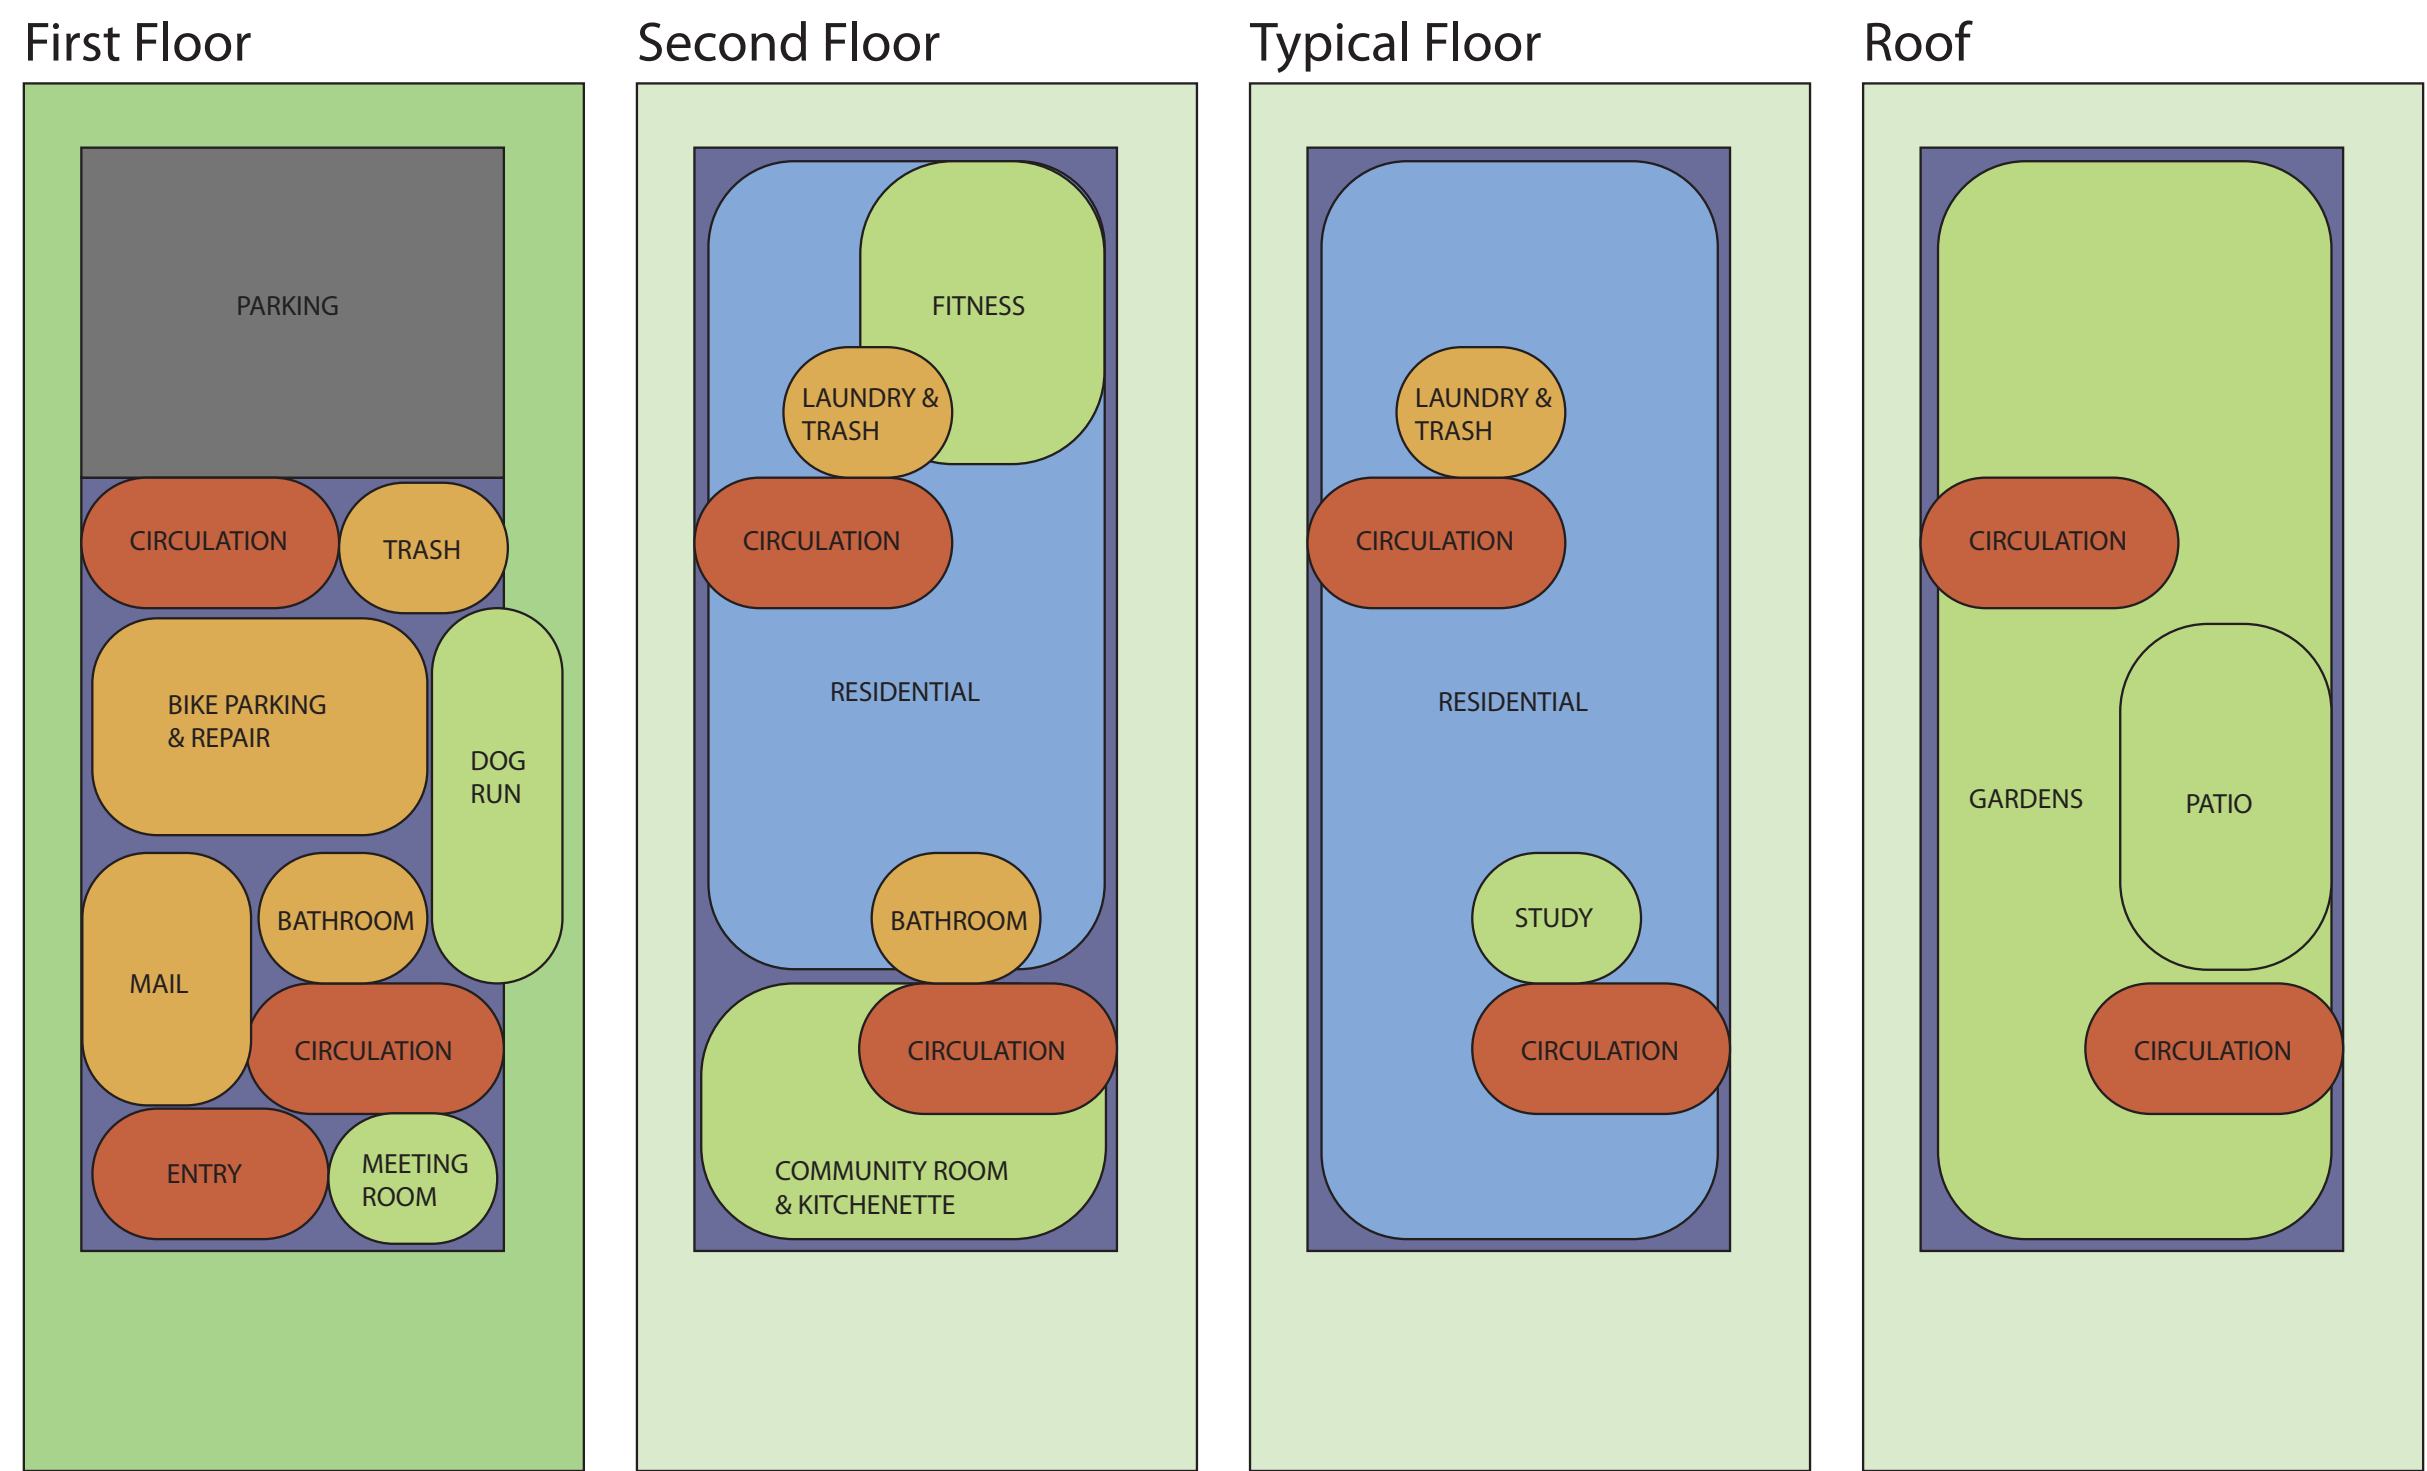 First Floor
PARKING
CIRCULATION
TRASH
BIKE PARKING
& REPAIR
DOG
RUN
MAIL
BATHROOM
CIRCULATION
ENTRY
MEETING
ROOM
Second Floor
FITNESS
LAUNDRY &
TRASH
CIRCULATION
RESIDENTIAL
BATHROOM
CIRCULATION
COMMUNITY ROOM
& KITCHENETTE
Typical Floor
LAUNDRY &
TRASH
CIRCULATION
RESIDENTIAL
STUDY
CIRCULATION
Roof
CIRCULATION
GARDENS
PATIO
CIRCULATION